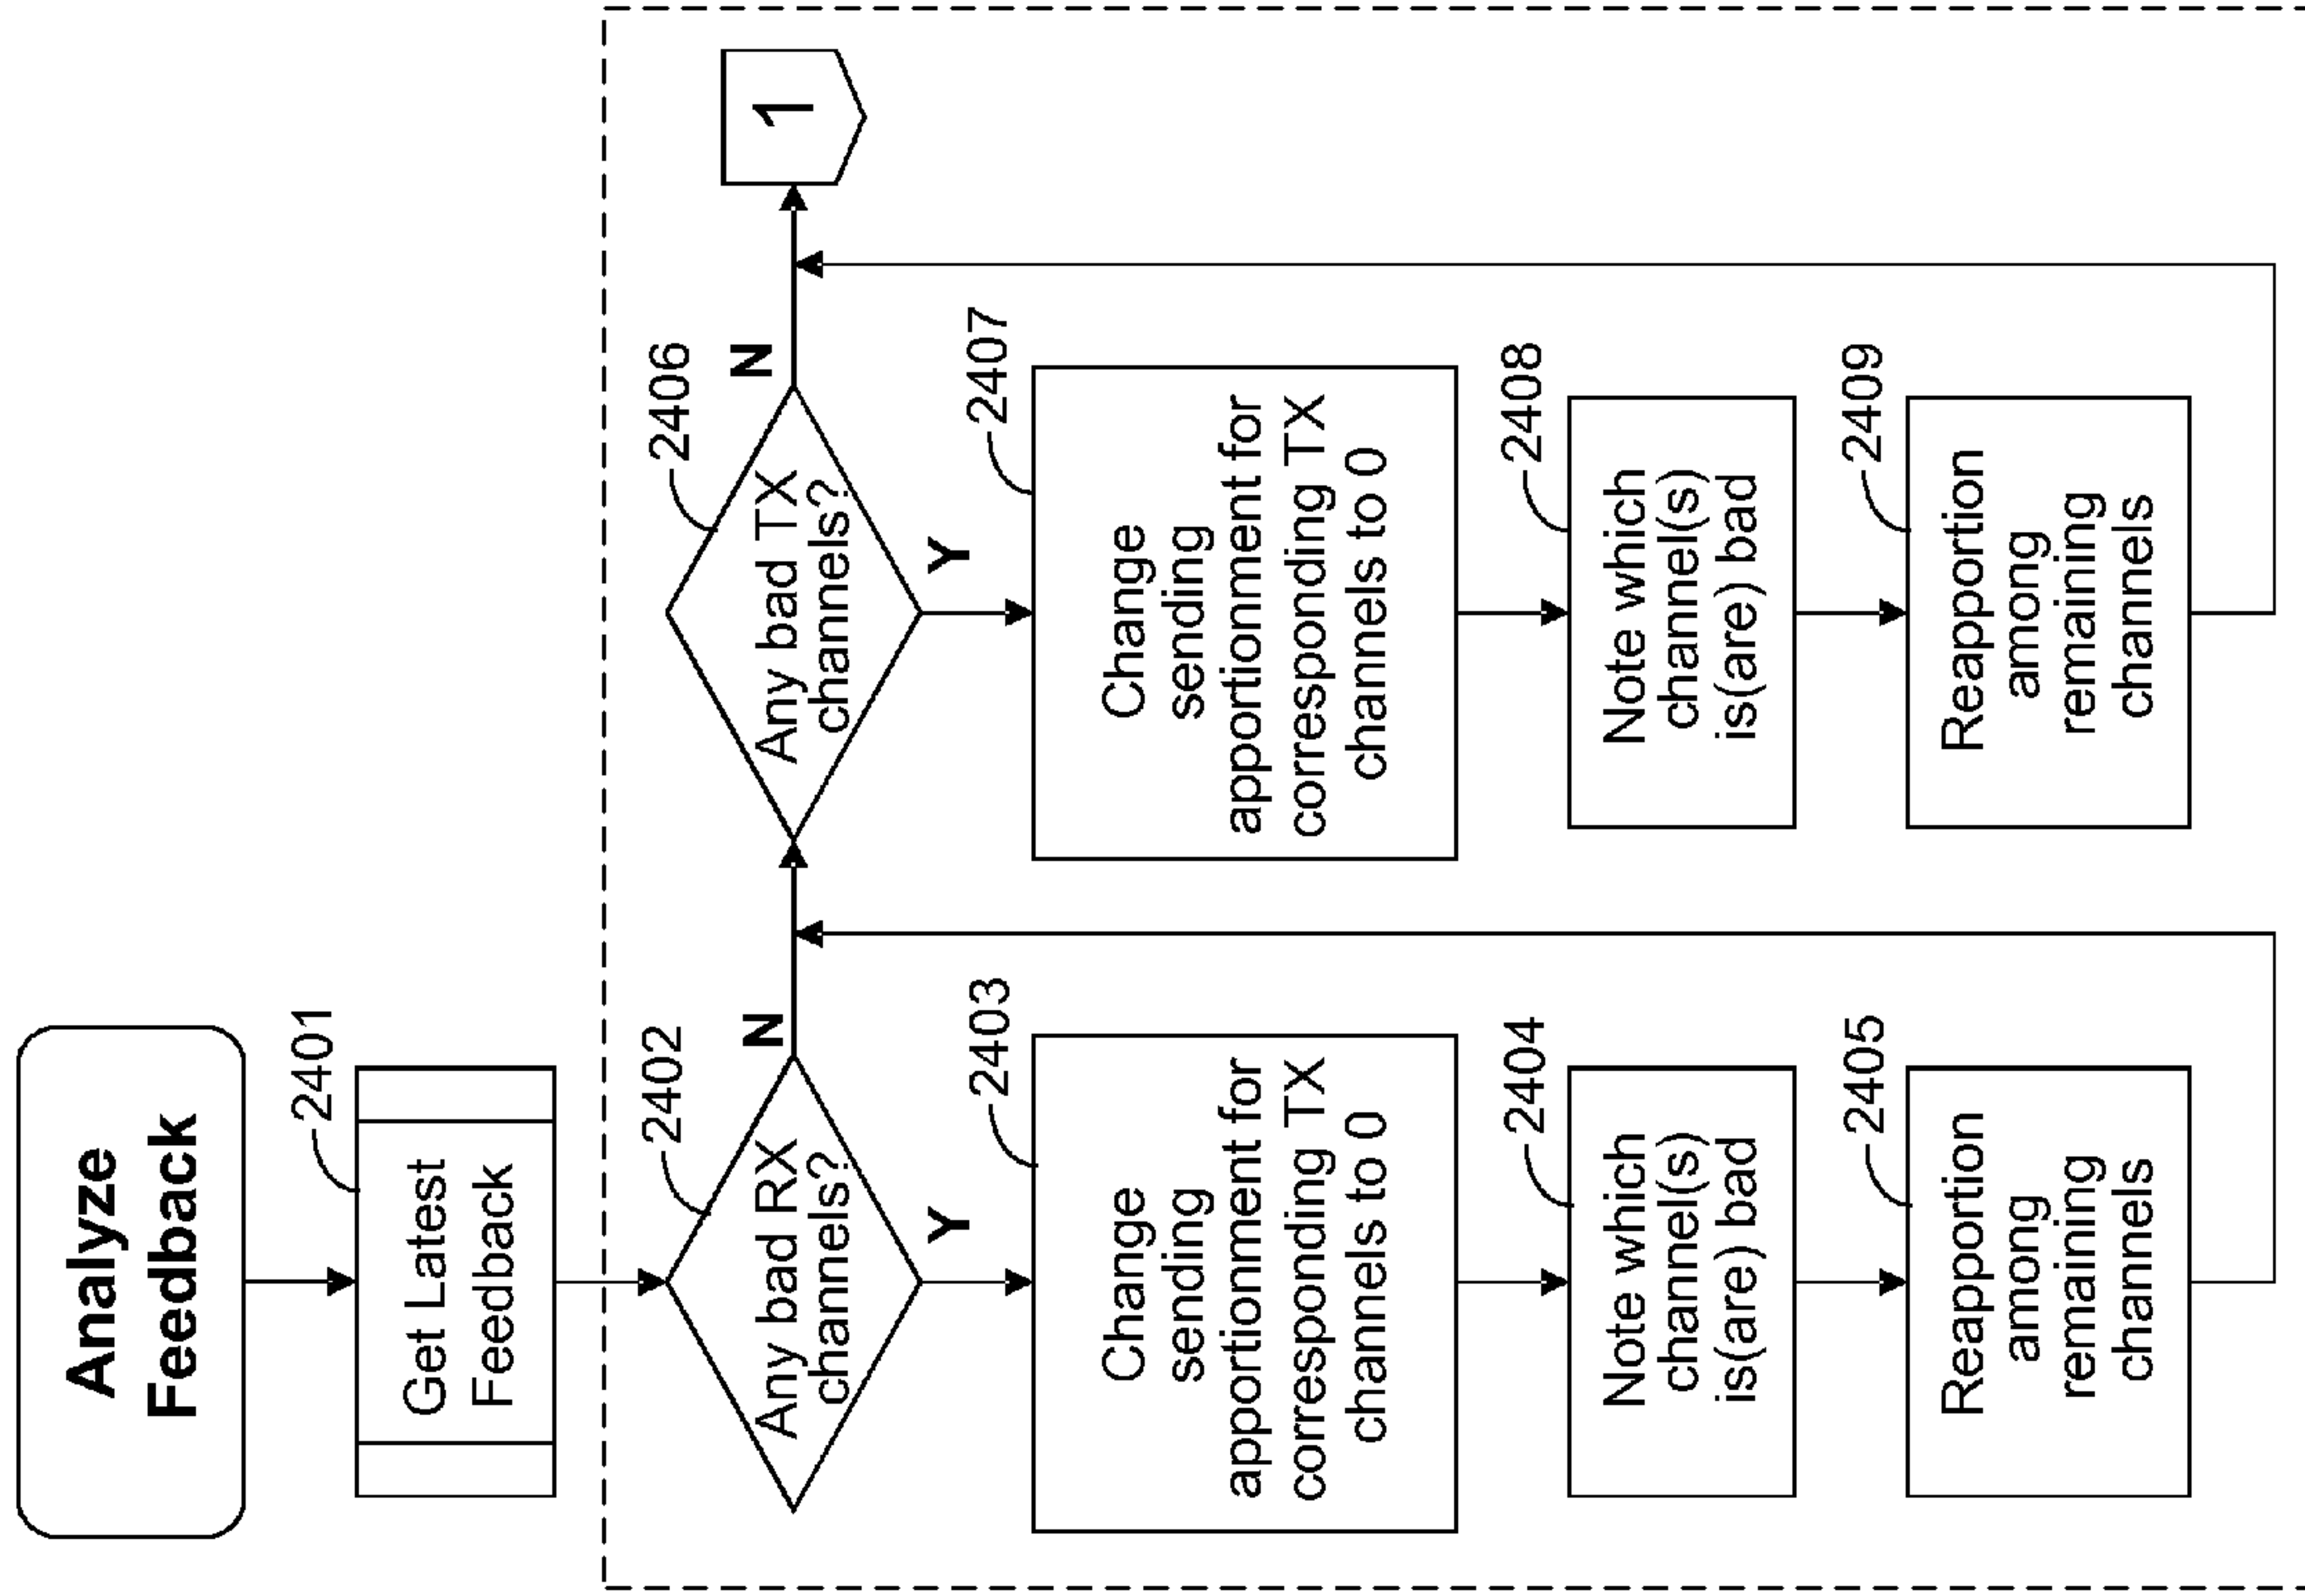 Analyze
Feedback
2401
Get Latest
Feedback
2402
Any bad RX
channels?
N
Y
2403
Change
sending
apportionment for
corresponding TX
channels to 0
2404
Note which
channel(s)
is(are) bad
2405
Reapportion
among
remaining
channels
2406
Any bad TX
channels?
N
1
Y
2407
Change
sending
apportionment for
corresponding TX
channels to 0
2408
Note which
channel(s)
is(are) bad
2409
Reapportion
among
remaining
channels